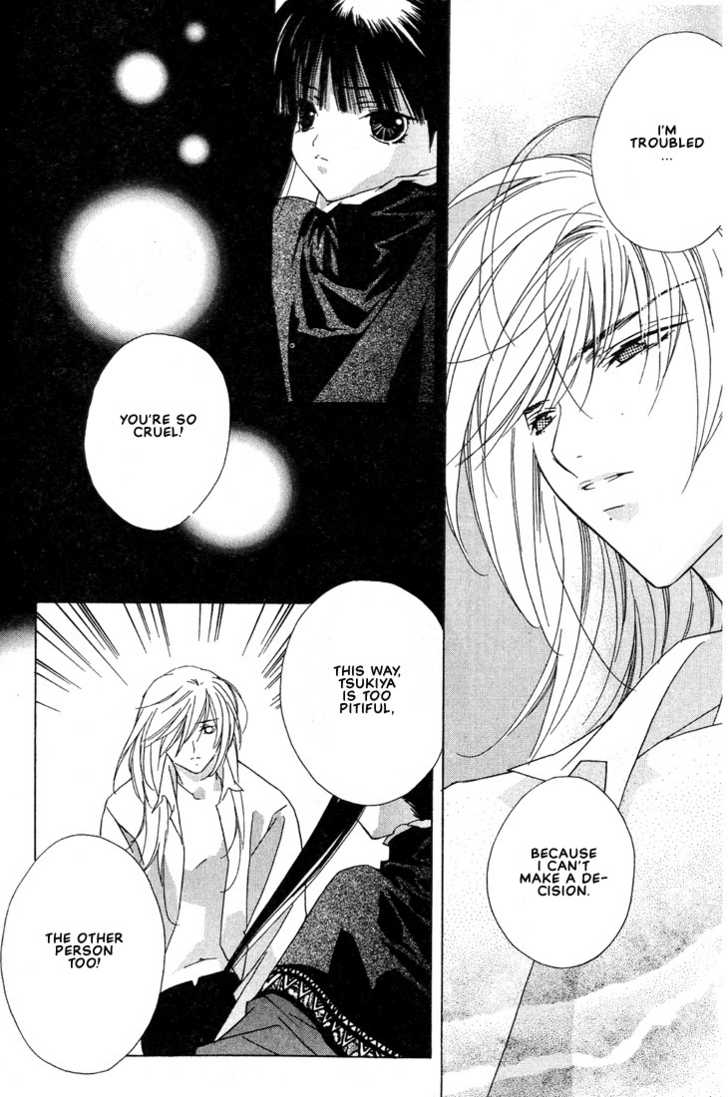 I'M
TROUBLED
...
BECAUSE
I CAN'T
MAKE A DE-
CISION.
YOU'RE SO
CRUEL!
THIS WAY,
TSUKIYA
IS TOO
PITIFUL,
THE OTHER
PERSON
TOO!